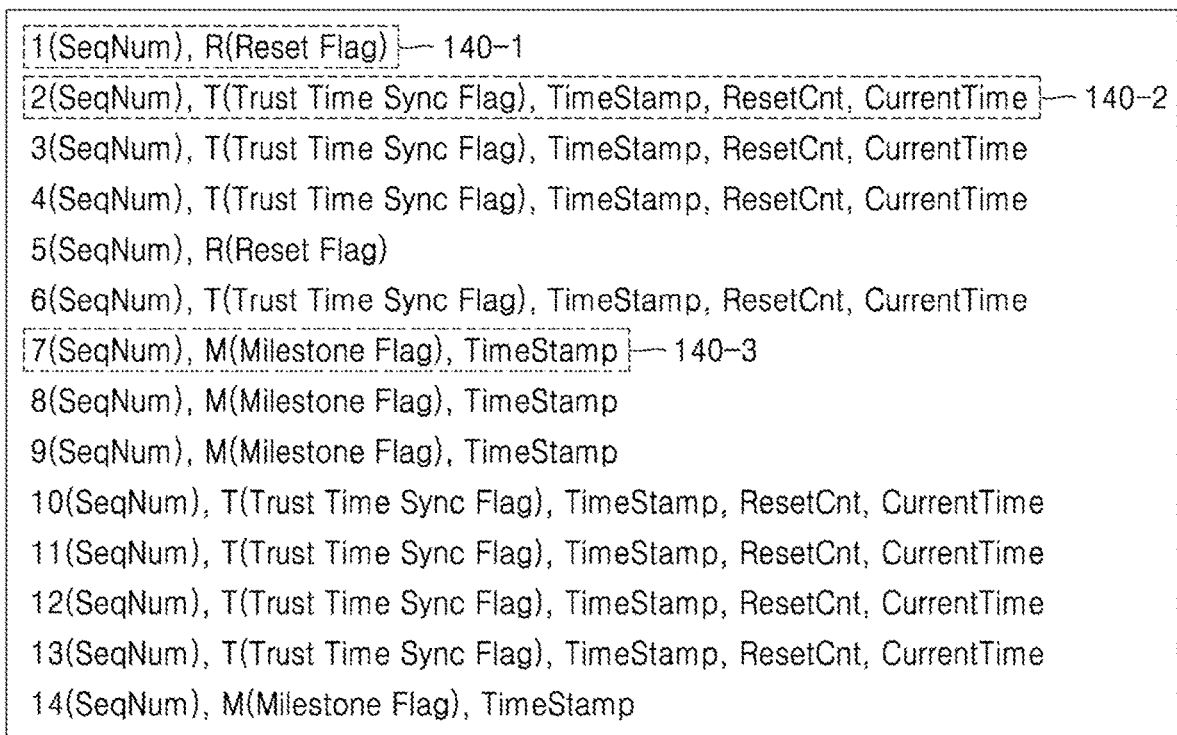 1(SeqNum), R(Reset Flag) 140-1
2(SeqNum), T(Trust Time Sync Flag), TimeStamp, ResetCnt, CurrentTime 140-2
3(SeqNum), T(Trust Time Sync Flag), TimeStamp, ResetCnt, CurrentTime
4(SeqNum), T(Trust Time Sync Flag), TimeStamp, ResetCnt, CurrentTime
5(SeqNum), R(Reset Flag)
6(SeqNum), T(Trust Time Sync Flag), TimeStamp, ResetCnt, CurrentTime
7(SeqNum), M(Milestone Flag), TimeStamp 140-3
8(SeqNum), M(Milestone Flag), TimeStamp
9(SeqNum), M(Milestone Flag), TimeStamp
10(SeqNum), T(Trust Time Sync Flag), TimeStamp, ResetCnt, CurrentTime
11(SeqNum), T(Trust Time Sync Flag), TimeStamp, ResetCnt, CurrentTime
12(SeqNum), T(Trust Time Sync Flag), TimeStamp, ResetCnt, CurrentTime
13(SeqNum), T(Trust Time Sync Flag), TimeStamp, ResetCnt, CurrentTime
14(SeqNum), M(Milestone Flag), TimeStamp